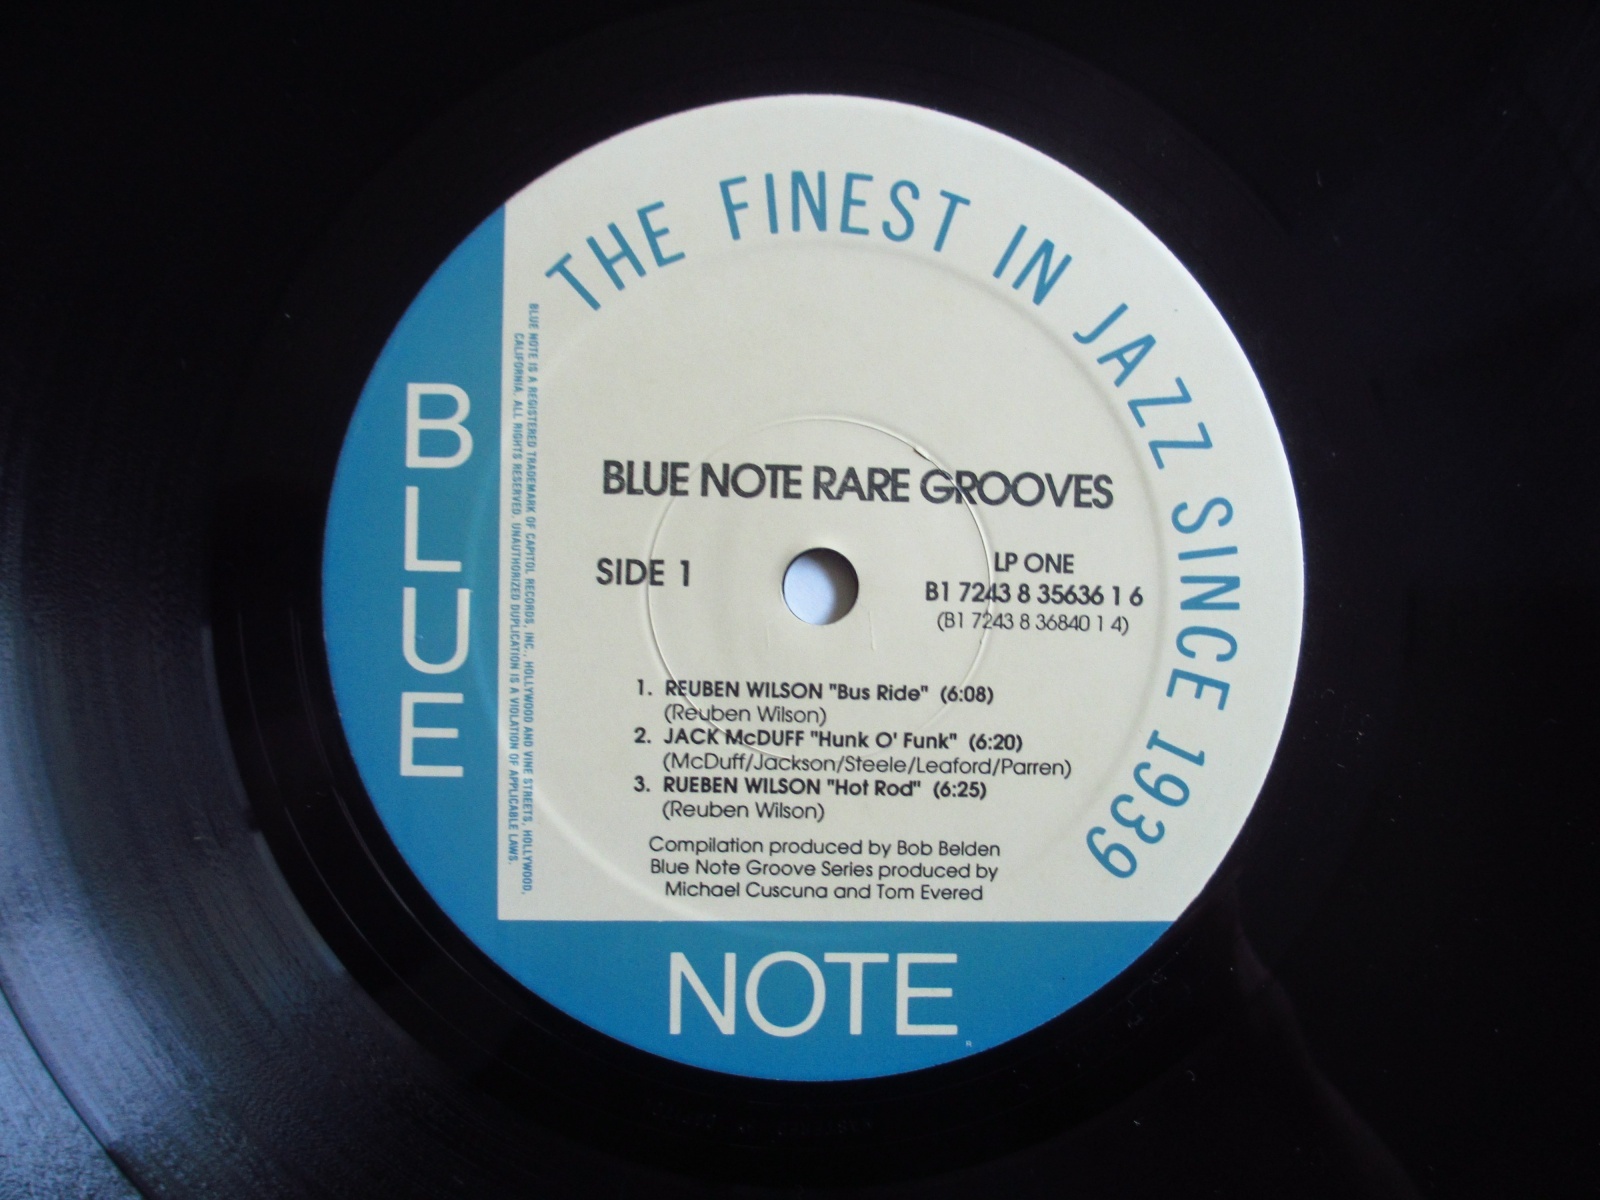 THE FINEST IN JAZZ SINCE 1939
BLUE
BLUE NOTE IS A REGISTERED TRADEMARK OF CAPITOL RECORDS, INC., HOLLYWOOD AND VINE STREETS, HOLLYWOOD,
CALIFORNIA. ALL RIGHTS RESERVED. UNAUTHORIZED DUPLICATION IS A VIOLATION OF APPLICABLE LAWS.
BLUE NOTE RARE GROOVES
SIDE 1
LP ONE
B1 7243 8 35636 1 6
(B1 7243 8 36840 1 4)
1. REUBEN WILSON "Bus Ride" (6:08)
(Reuben Wilson)
2. JACK McDUFF "Hunk O' Funk" (6:20)
(McDuff/Jackson/Steele/Leaford/Parren)
3. RUEBEN WILSON "Hot Rod" (6:25)
(Reuben Wilson)
Compilation produced by Bob Belden
Blue Note Groove Series produced by
Michael Cuscuna and Tom Evered
NOTE
R